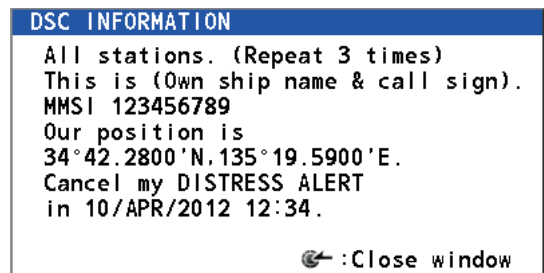 DSC INFORMATION
All stations. (Repeat 3 times)
This is (Own ship name & call sign).
MMSI 123456789
Our position is
34°42.2800'N,135°19.5900'E.
Cancel my DISTRESS ALERT
in 10/APR/2012 12:34.
:Close window